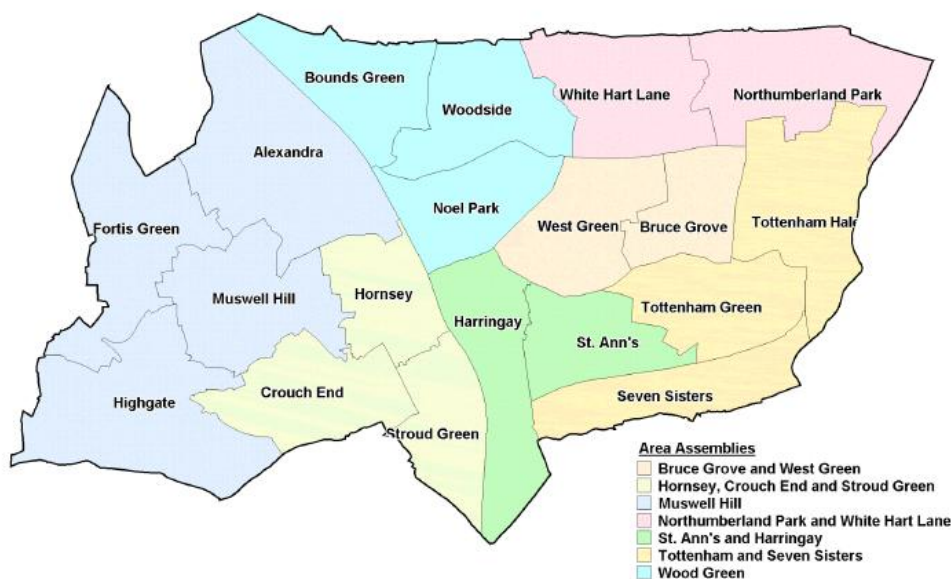 Bounds Green
Woodside
White Hart Lane
Northumberland Park
Alexandra
Fortis Green
Noel Park
West Green
Bruce Grove
Tottenham Hale
Muswell Hill
Hornsey
Harringay
Tottenham Green
St. Ann's
Highgate
Crouch End
Seven Sisters
Stroud Green
Area Assemblies
Bruce Grove and West Green
Hornsey, Crouch End and Stroud Green
Muswell Hill
Northumberland Park and White Hart Lane
St. Ann's and Harringay
Tottenham and Seven Sisters
Wood Green